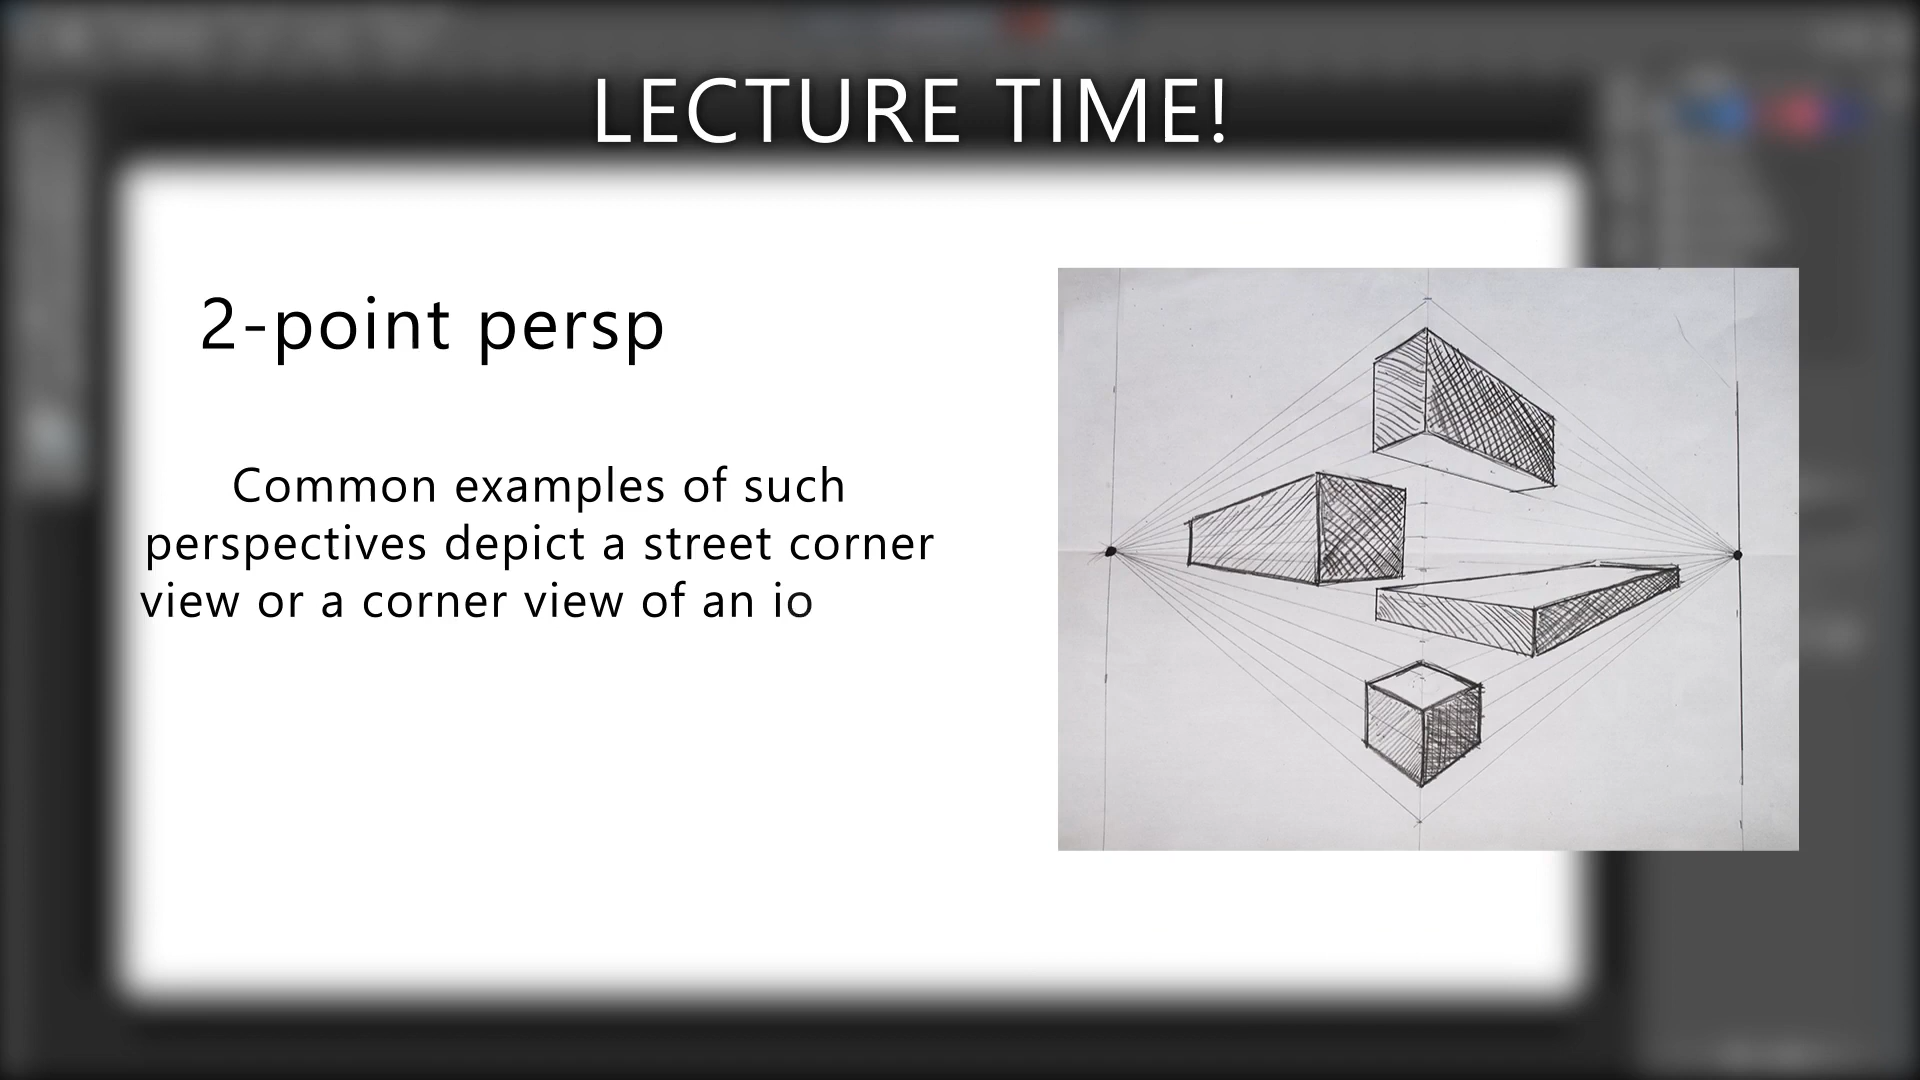 LECTURE TIME!
2-point persp
Common examples of such
perspectives depict a street corner
view or a corner view of an io